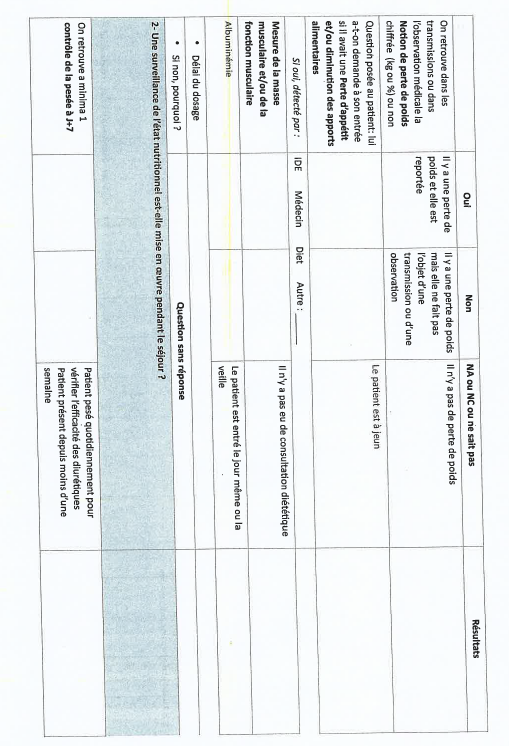 Oui
Non
NA ou NC ou ne sait pas
Résultats
On retrouve dans les
transmissions ou dans
l'observation médicale la
Notion de perte de poids
chiffrée (kg ou %) ou non
Il y a une perte de
poids et elle est
reportée
Il y a une perte de poids
mais elle ne fait pas
l'objet d'une
transmission ou d'une
observation
Il n'y a pas de perte de poids
Question posée au patient: lui
a-t-on demandé à son entrée
si il avait une Perte d'appétit
et/ou diminution des apports
alimentaires
Le patient est à jeun
Si oui, détecté par :
IDE Médecin Diet Autre : ______
Mesure de la masse
musculaire et/ou de la
fonction musculaire
Il n'y a pas eu de consultation diététique
Albuminémie
Le patient est entré le jour même ou la
veille
• Délai du dosage
• Si non, pourquoi ?
Question sans réponse
2- Une surveillance de l'état nutritionnel est-elle mise en œuvre pendant le séjour ?
On retrouve a minima 1
contrôle de la pesée à J+7
Patient pesé quotidiennement pour
vérifier l'efficacité des diurétiques
Patient présent depuis moins d'une
semaine